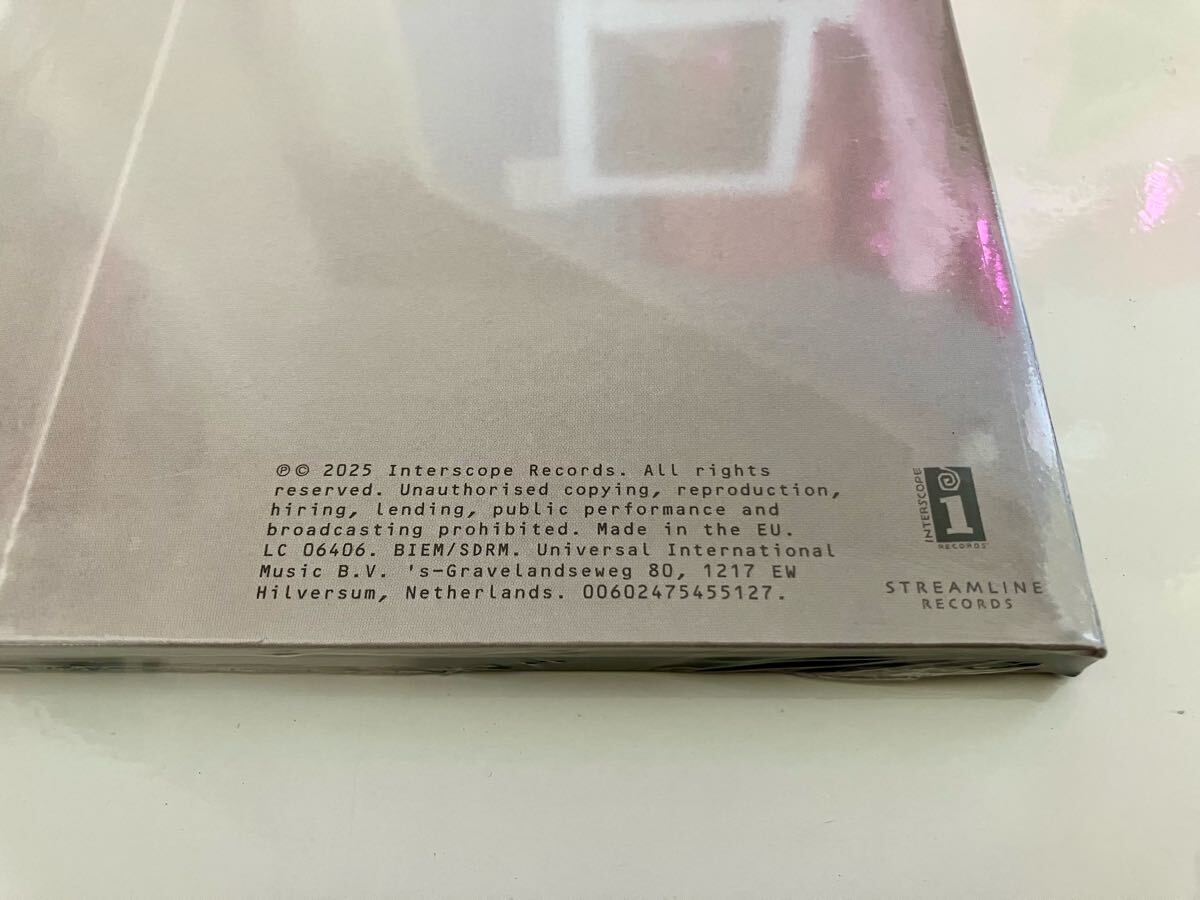 ℗© 2025 Interscope Records. All rights
reserved. Unauthorised copying, reproduction,
hiring, lending, public performance and
broadcasting prohibited. Made in the EU.
LC 06406. BIEM/SDRM. Universal International
Music B.V. 's-Gravelandseweg 80, 1217 EW
Hilversum, Netherlands. 00602475455127.
INTERSCOPE
i
RECORDS
STREAMLINE
RECORDS